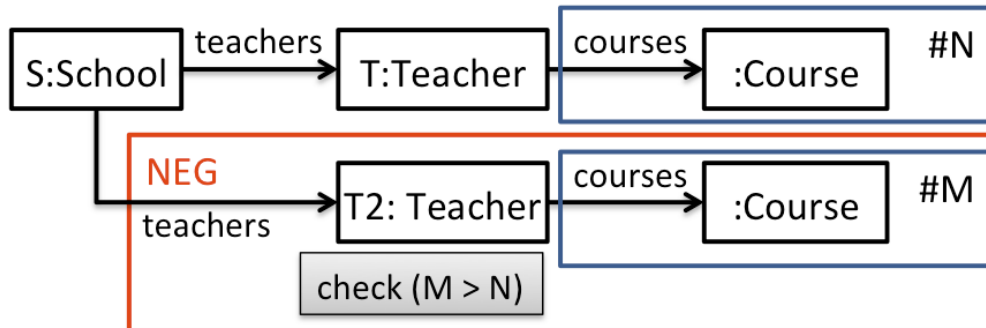 teachers
courses
#N
S:School
T:Teacher
:Course
NEG
teachers
courses
#M
T2: Teacher
:Course
check (M > N)